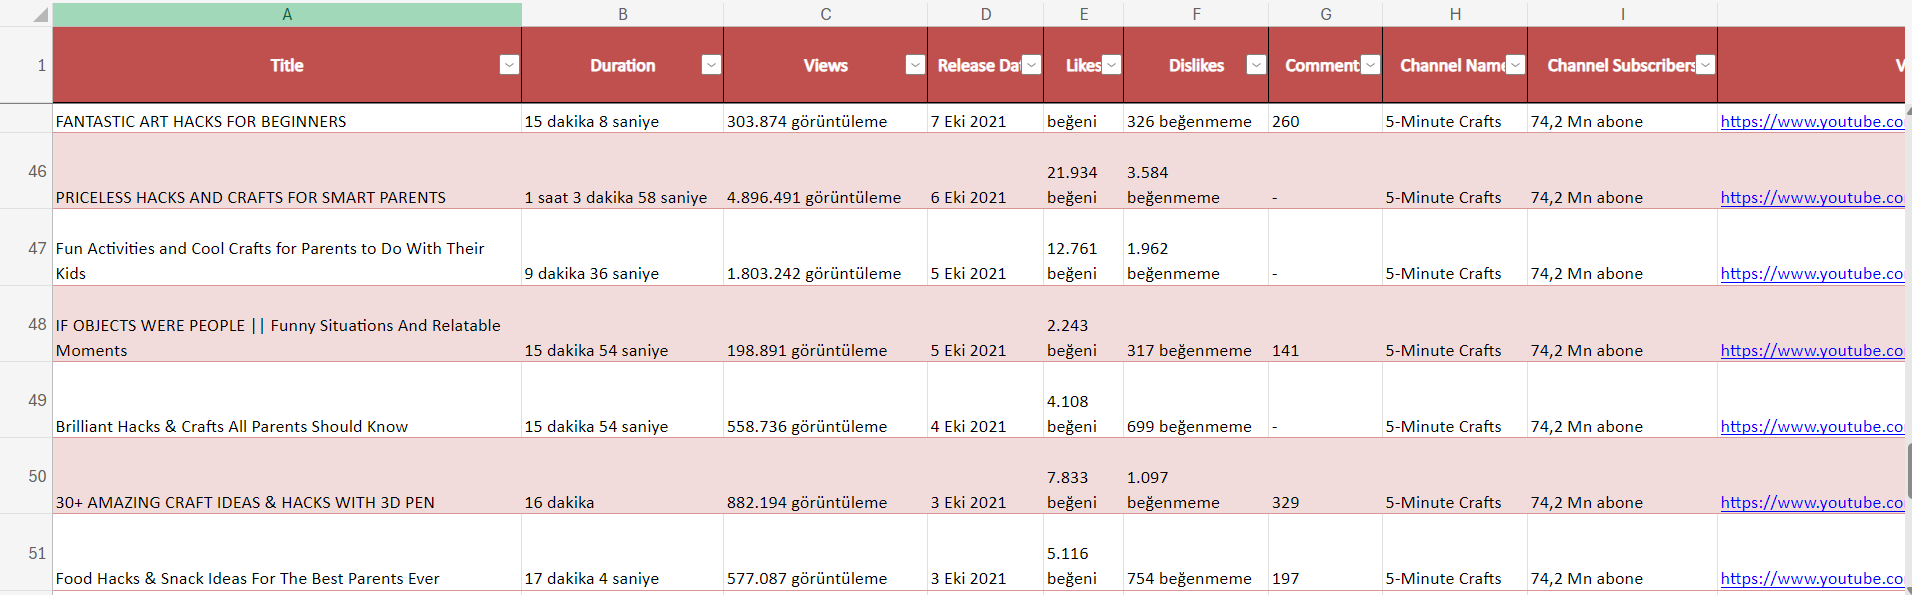 A B C D E F G H I
1 Title Duration Views Release Dat Likes Dislikes Comment Channel Name Channel Subscribers V
FANTASTIC ART HACKS FOR BEGINNERS 15 dakika 8 saniye 303.874 görüntüleme 7 Eki 2021 beğeni 326 beğenmeme 260 5-Minute Crafts 74,2 Mn abone https://www.youtube.co
46 21.934 3.584
PRICELESS HACKS AND CRAFTS FOR SMART PARENTS 1 saat 3 dakika 58 saniye 4.896.491 görüntüleme 6 Eki 2021 beğeni beğenmeme - 5-Minute Crafts 74,2 Mn abone https://www.youtube.co
47 Fun Activities and Cool Crafts for Parents to Do With Their 12.761 1.962
Kids 9 dakika 36 saniye 1.803.242 görüntüleme 5 Eki 2021 beğeni beğenmeme - 5-Minute Crafts 74,2 Mn abone https://www.youtube.co
48 IF OBJECTS WERE PEOPLE || Funny Situations And Relatable 2.243
Moments 15 dakika 54 saniye 198.891 görüntüleme 5 Eki 2021 beğeni 317 beğenmeme 141 5-Minute Crafts 74,2 Mn abone https://www.youtube.co
49 4.108
Brilliant Hacks & Crafts All Parents Should Know 15 dakika 54 saniye 558.736 görüntüleme 4 Eki 2021 beğeni 699 beğenmeme - 5-Minute Crafts 74,2 Mn abone https://www.youtube.co
50 7.833 1.097
30+ AMAZING CRAFT IDEAS & HACKS WITH 3D PEN 16 dakika 882.194 görüntüleme 3 Eki 2021 beğeni beğenmeme 329 5-Minute Crafts 74,2 Mn abone https://www.youtube.co
51 5.116
Food Hacks & Snack Ideas For The Best Parents Ever 17 dakika 4 saniye 577.087 görüntüleme 3 Eki 2021 beğeni 754 beğenmeme 197 5-Minute Crafts 74,2 Mn abone https://www.youtube.co